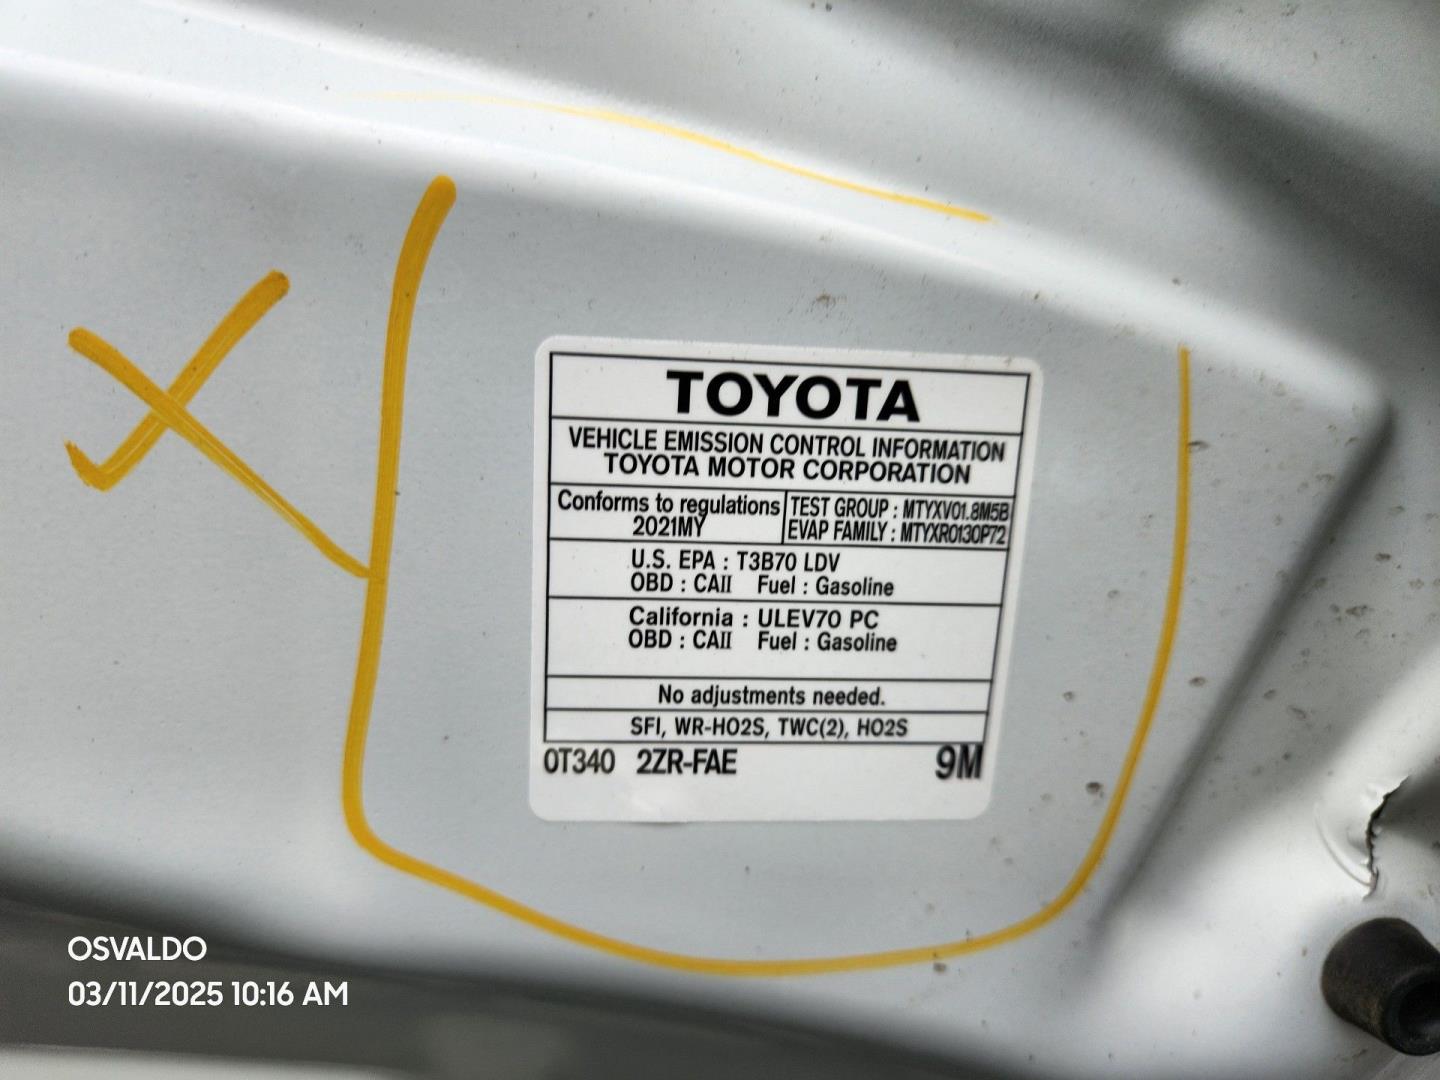 TOYOTA
VEHICLE EMISSION CONTROL INFORMATION
TOYOTA MOTOR CORPORATION
Conforms to regulations
2021MY
TEST GROUP : MTYXV01.8M5B
EVAP FAMILY : MTYXR0130P72
U.S. EPA : T3B70 LDV
OBD : CAII Fuel : Gasoline
California : ULEV70 PC
OBD : CAII Fuel : Gasoline
No adjustments needed.
SFI, WR-HO2S, TWC(2), HO2S
0T340 2ZR-FAE 9M
OSVALDO
03/11/2025 10:16 AM